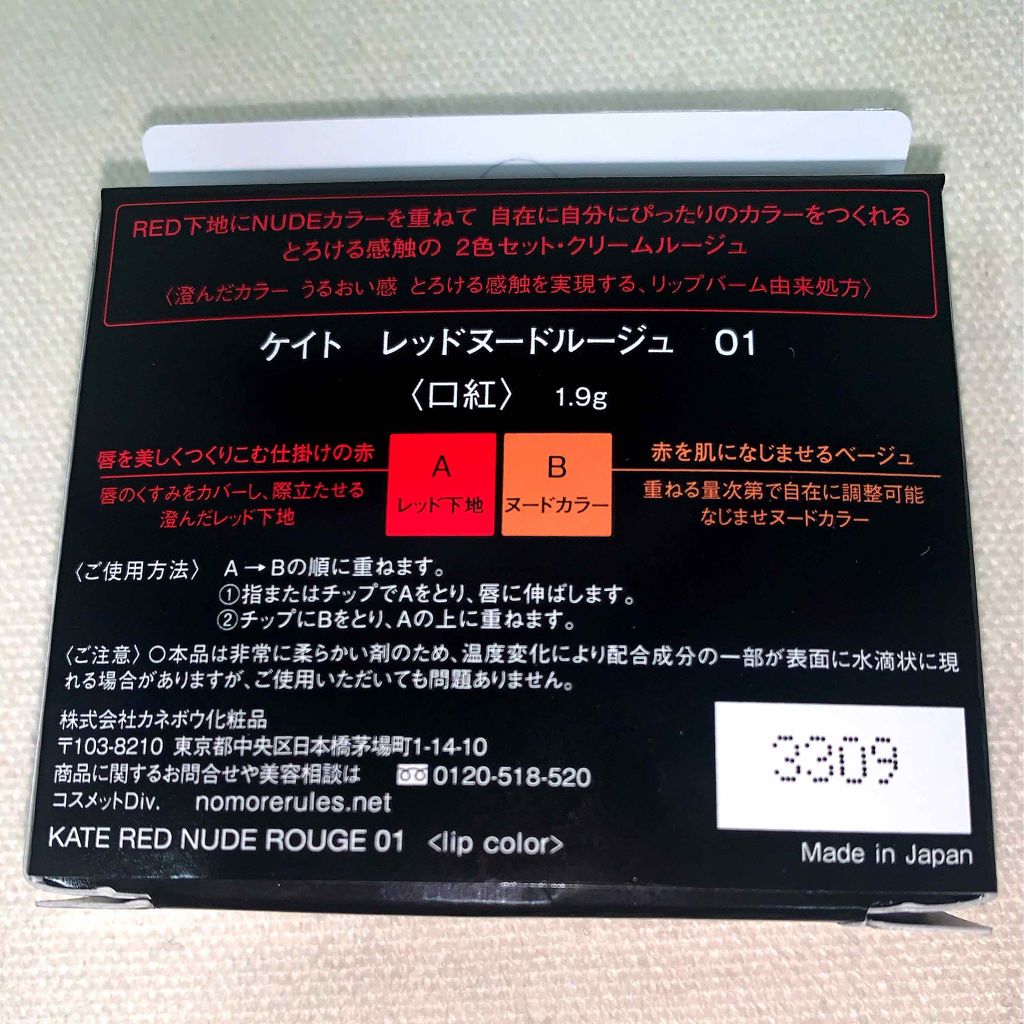 RED下地にNUDEカラーを重ねて 自在に自分にぴったりのカラーをつくれる
とろける感触の 2色セット・クリームルージュ
〈澄んだカラー うるおい感 とろける感触を実現する、リップバーム由来処方〉
ケイト レッドヌードルージュ 01
〈口紅〉 1.9g
唇を美しくつくりこむ仕掛けの赤
唇のくすみをカバーし、際立たせる
澄んだレッド下地
A
レッド下地
B
ヌードカラー
赤を肌になじませるベージュ
重ねる量次第で自在に調整可能
なじませヌードカラー
〈ご使用方法〉 A→Bの順に重ねます。
①指またはチップでAをとり、唇に伸ばします。
②チップにBをとり、Aの上に重ねます。
〈ご注意〉○本品は非常に柔らかい剤のため、温度変化により配合成分の一部が表面に水滴状に現
れる場合がありますが、ご使用いただいても問題ありません。
株式会社カネボウ化粧品
〒103-8210 東京都中央区日本橋茅場町1-14-10
商品に関するお問合せや美容相談は 0120-518-520
コスメットDiv. nomorerules.net
KATE RED NUDE ROUGE 01 <lip color>
3309
Made in Japan